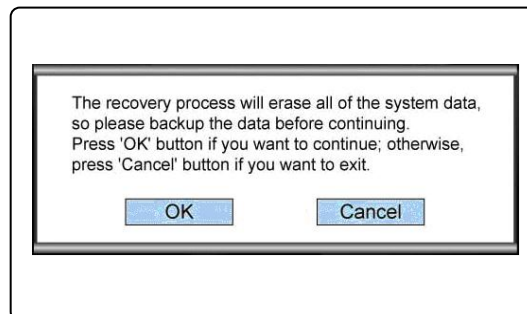 The recovery process will erase all of the system data,
so please backup the data before continuing.
Press 'OK' button if you want to continue; otherwise,
press 'Cancel' button if you want to exit.
OK Cancel